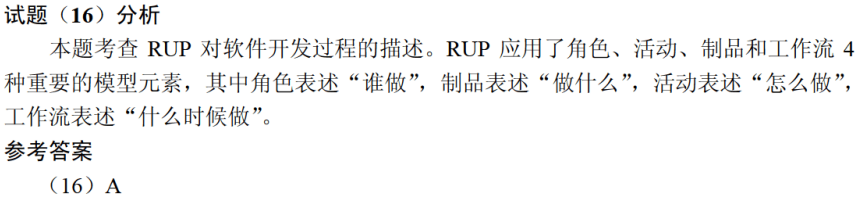 试题（16）分析
本题考查 RUP 对软件开发过程的描述。RUP 应用了角色、活动、制品和工作流 4
种重要的模型元素，其中角色表述“谁做”，制品表述“做什么”，活动表述“怎么做”，
工作流表述“什么时候做”。
参考答案
（16）A